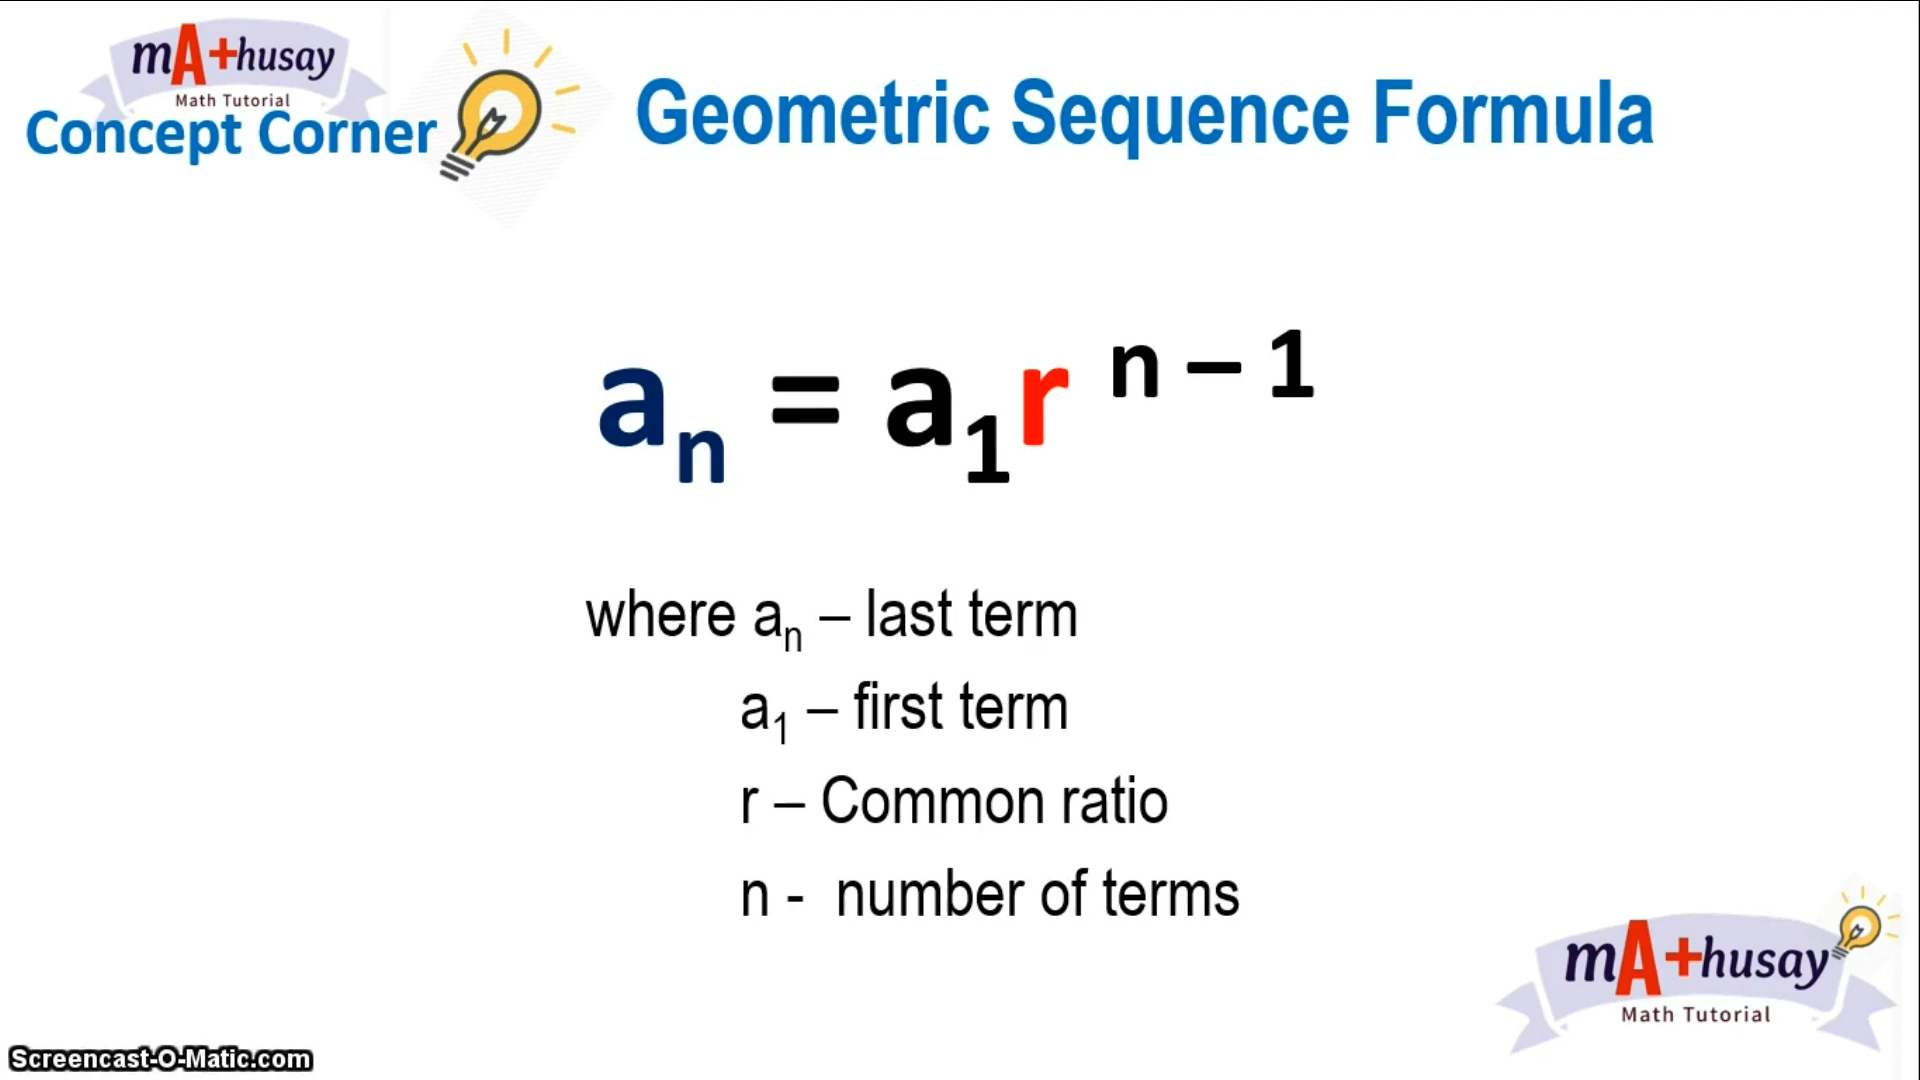 mA+husay
Math Tutorial
Concept Corner
Geometric Sequence Formula
aₙ = a₁r ⁿ ⁻ ¹
where aₙ – last term
a₁ – first term
r – Common ratio
n - number of terms
mA+husay
Math Tutorial
Screencast-O-Matic.com